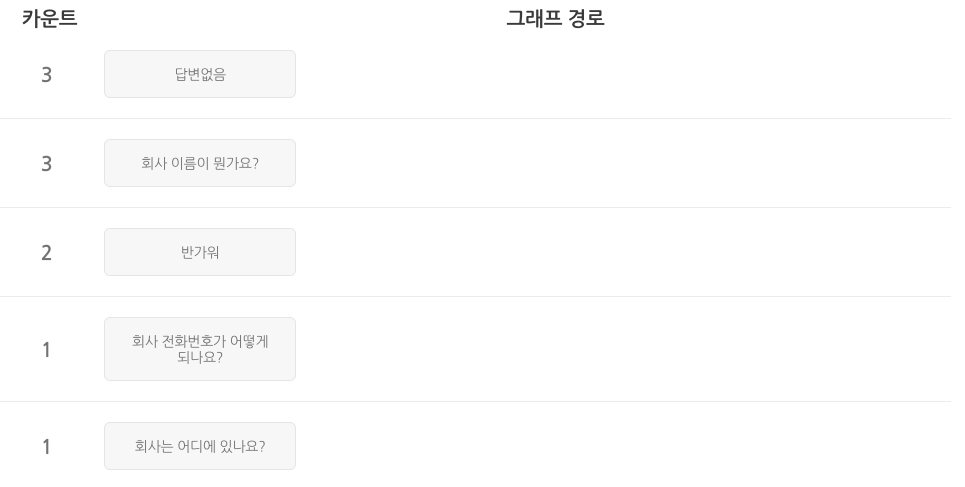 카운트 그래프 경로
3 답변없음
3 회사 이름이 뭔가요?
2 반가워
1 회사 전화번호가 어떻게
되나요?
1 회사는 어디에 있나요?